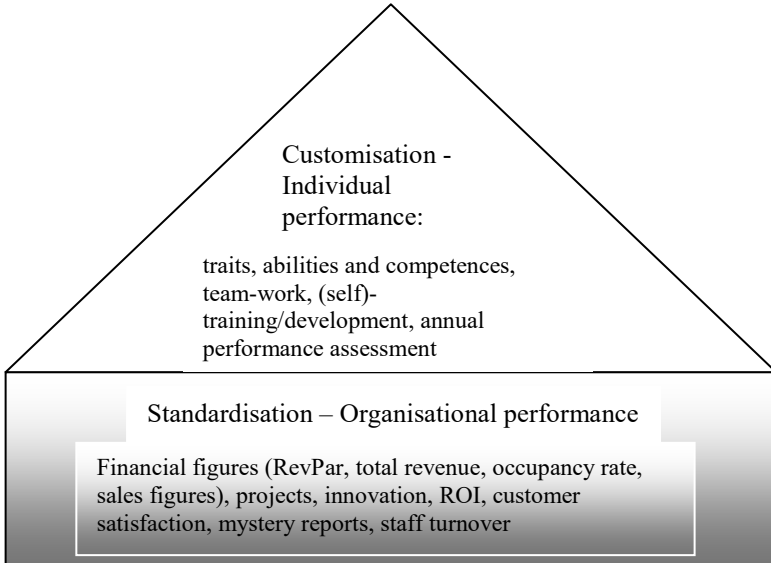 Customisation -
Individual
performance:
traits, abilities and competences,
team-work, (self)-
training/development, annual
performance assessment
Standardisation – Organisational performance
Financial figures (RevPar, total revenue, occupancy rate,
sales figures), projects, innovation, ROI, customer
satisfaction, mystery reports, staff turnover